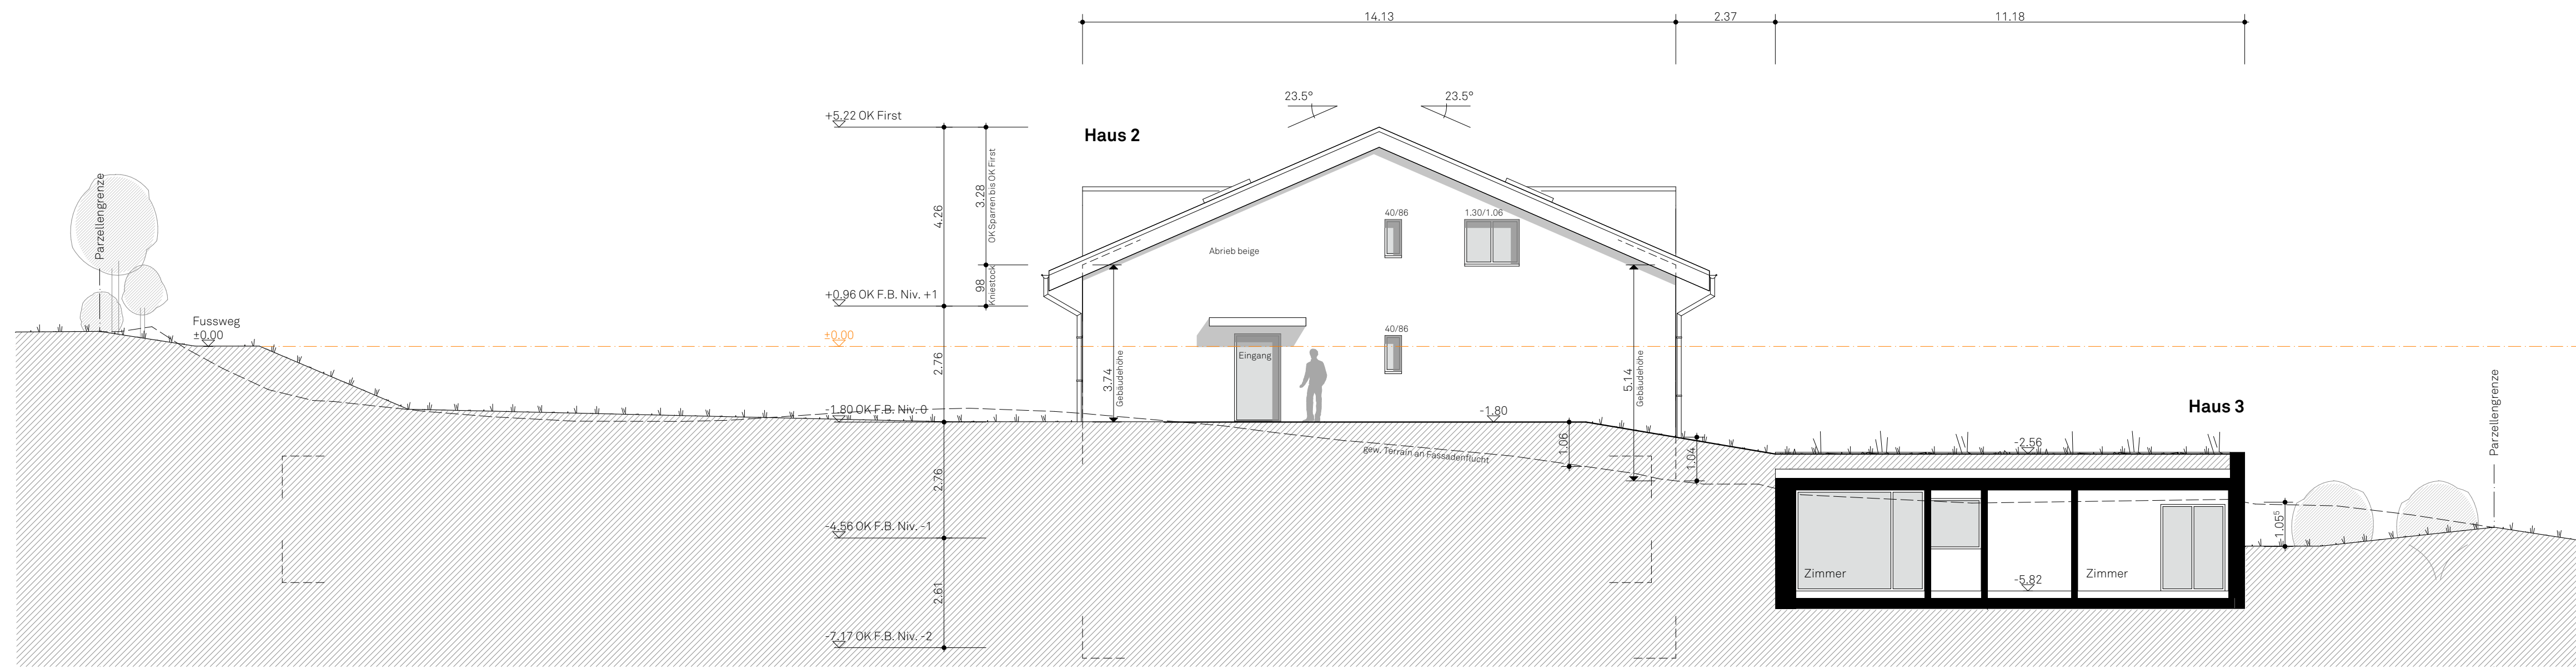 14.13
2.37
11.18
23.5°
23.5°
+5.22 OK First
Haus 2
3.28
OK Sparren bis OK First
4.26
Parzellengrenze
40/86
1.30/1.06
Abrieb beige
98
Kniestock
+0.96 OK F.B. Niv. +1
Fussweg
±0.00
±0.00
40/86
Eingang
2.76
3.74
Gebäudehöhe
5.14
Gebäudehöhe
Parzellengrenze
-1.80 OK F.B. Niv. 0
-1.80
Haus 3
1.06
gew. Terrain an Fassadenflucht
1.04
-2.56
2.76
-4.56 OK F.B. Niv. -1
1.05⁵
Zimmer
-5.82
Zimmer
2.61
-7.17 OK F.B. Niv. -2